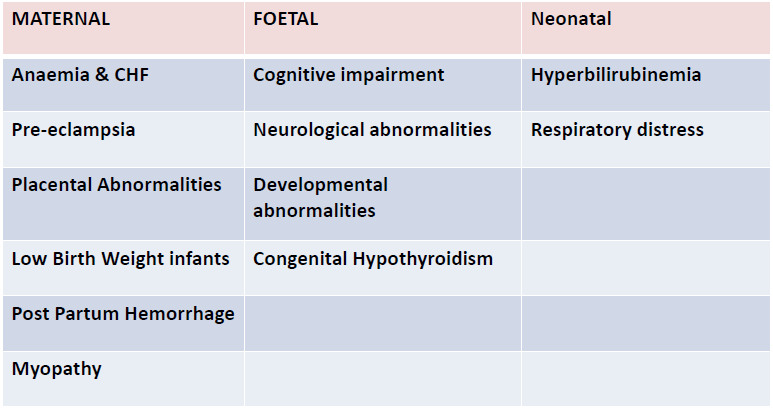 MATERNAL FOETAL Neonatal
Anaemia & CHF Cognitive impairment Hyperbilirubinemia
Pre-eclampsia Neurological abnormalities Respiratory distress
Placental Abnormalities Developmental
abnormalities
Low Birth Weight infants Congenital Hypothyroidism
Post Partum Hemorrhage
Myopathy